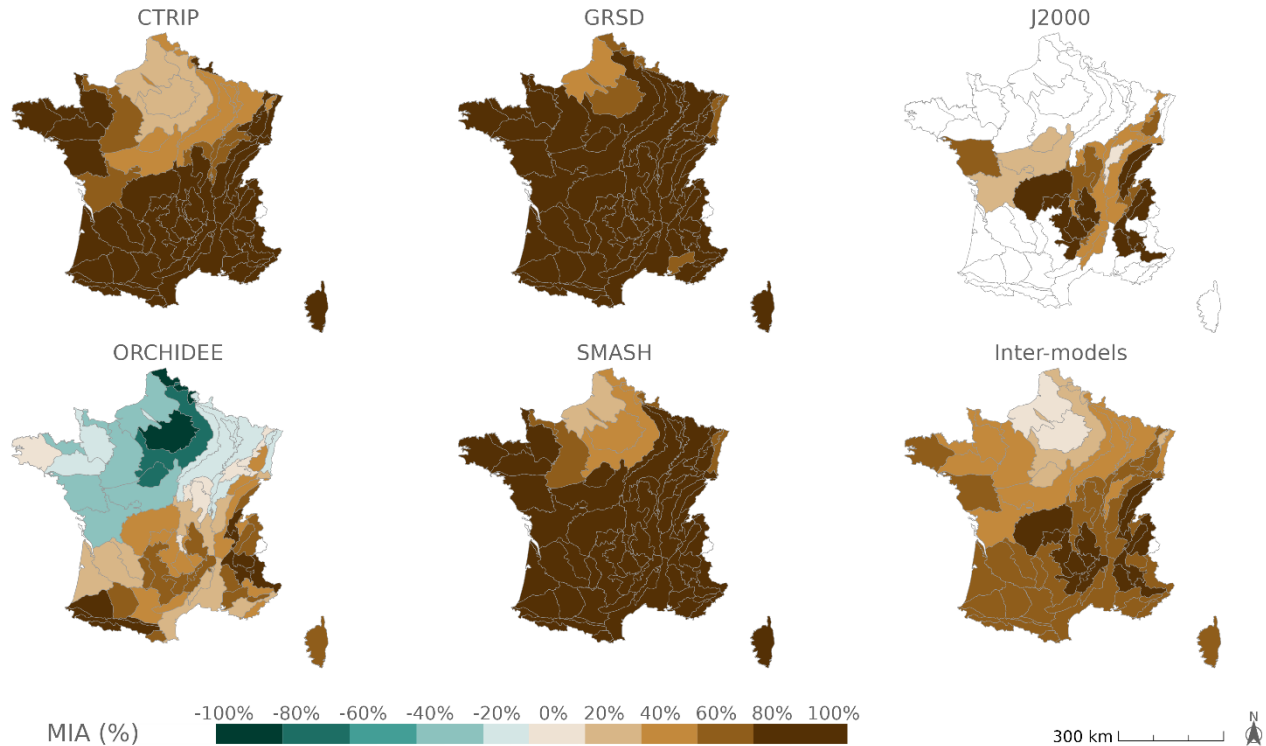 CTRIP GRSD J2000
ORCHIDEE SMASH Inter-models
-100% -80% -60% -40% -20% 0% 20% 40% 60% 80% 100%
MIA (%) 300 km N